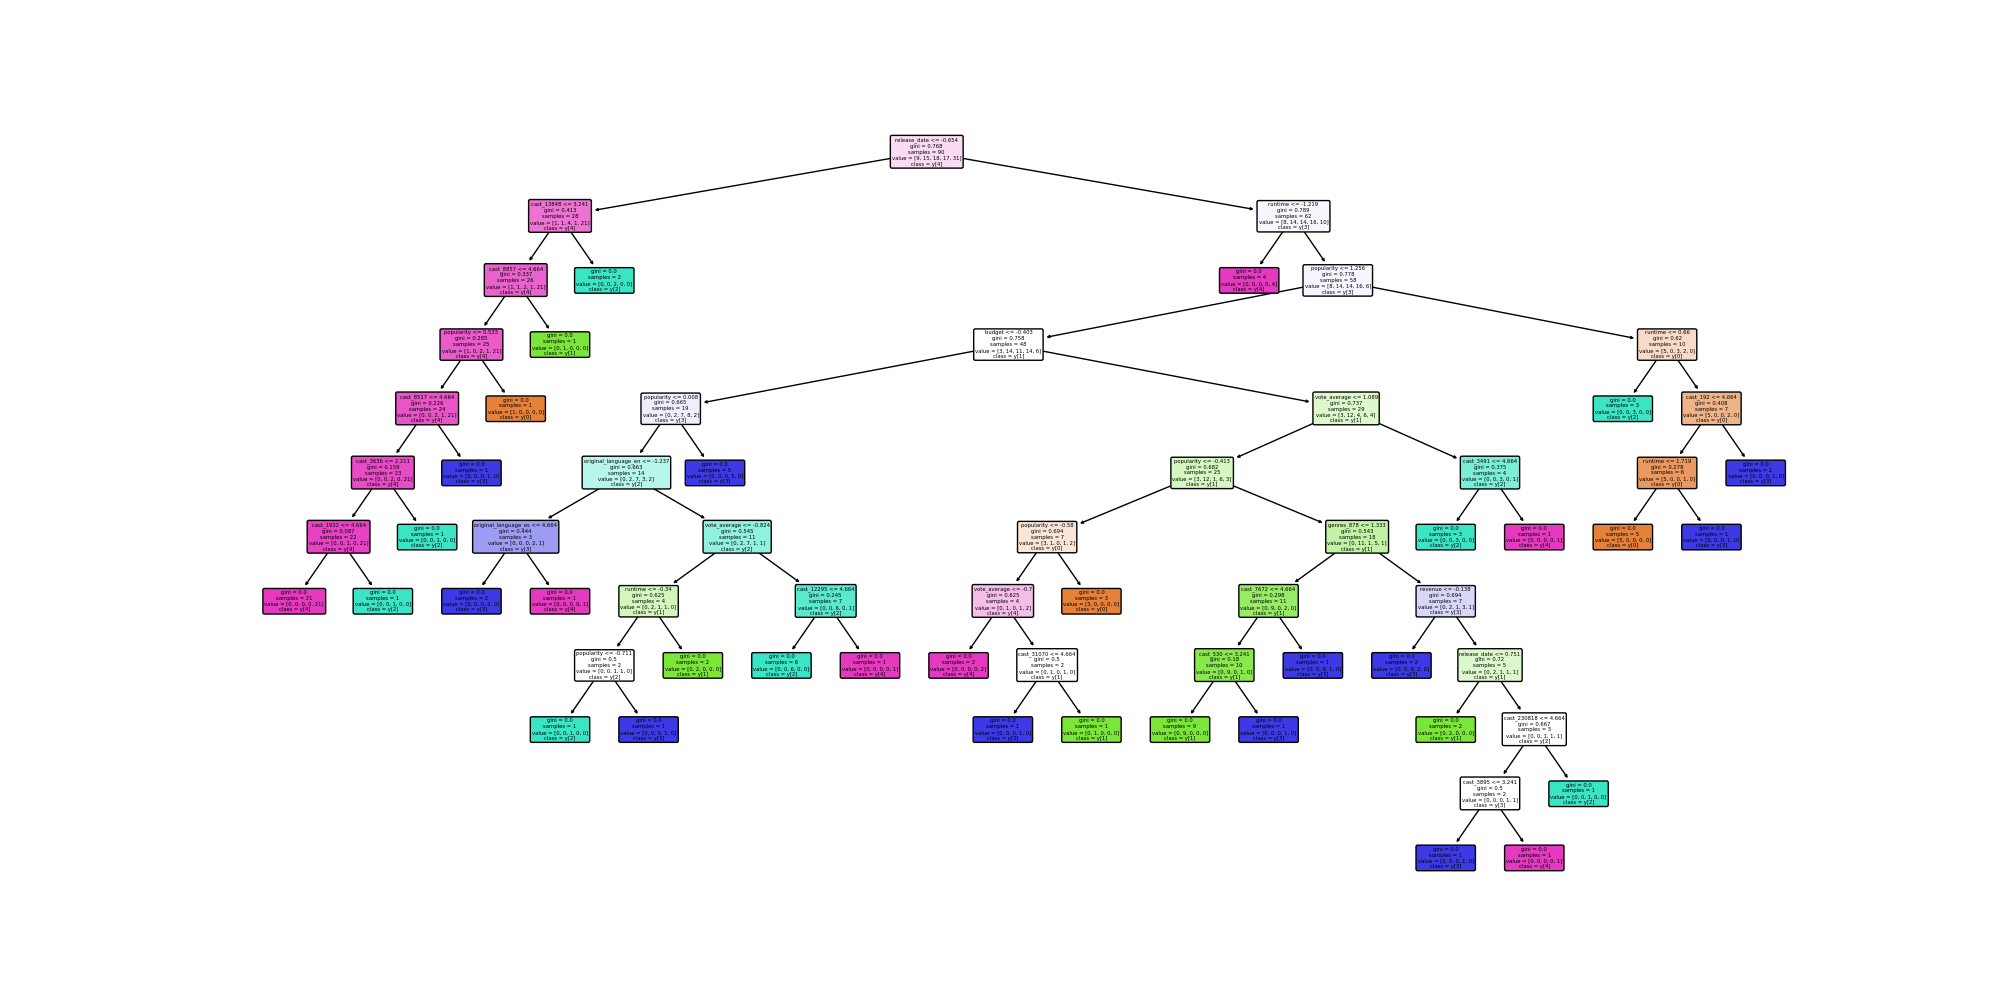 release_date <= -0.654
gini = 0.768
samples = 90
value = [9, 15, 18, 17, 31]
class = y[4]
cast_13848 <= 3.241
gini = 0.413
samples = 28
value = [1, 1, 4, 1, 21]
class = y[4]
runtime <= -1.219
gini = 0.789
samples = 62
value = [8, 14, 14, 16, 10]
class = y[3]
cast_8857 <= 4.664
gini = 0.337
samples = 26
value = [1, 1, 2, 1, 21]
class = y[4]
gini = 0.0
samples = 2
value = [0, 0, 2, 0, 0]
class = y[2]
gini = 0.0
samples = 4
value = [0, 0, 0, 0, 4]
class = y[4]
popularity <= 1.256
gini = 0.778
samples = 58
value = [8, 14, 14, 16, 6]
class = y[3]
popularity <= 0.533
gini = 0.285
samples = 25
value = [1, 0, 2, 1, 21]
class = y[4]
gini = 0.0
samples = 1
value = [0, 1, 0, 0, 0]
class = y[1]
budget <= -0.403
gini = 0.758
samples = 48
value = [3, 14, 11, 14, 6]
class = y[1]
runtime <= 0.66
gini = 0.62
samples = 10
value = [5, 0, 3, 2, 0]
class = y[0]
cast_8517 <= 4.664
gini = 0.226
samples = 24
value = [0, 0, 2, 1, 21]
class = y[4]
gini = 0.0
samples = 1
value = [1, 0, 0, 0, 0]
class = y[0]
popularity <= 0.008
gini = 0.665
samples = 19
value = [0, 2, 7, 8, 2]
class = y[3]
vote_average <= 1.089
gini = 0.737
samples = 29
value = [3, 12, 4, 6, 4]
class = y[1]
gini = 0.0
samples = 3
value = [0, 0, 3, 0, 0]
class = y[2]
cast_192 <= 4.664
gini = 0.408
samples = 7
value = [5, 0, 0, 2, 0]
class = y[0]
cast_3636 <= 2.211
gini = 0.159
samples = 23
value = [0, 0, 2, 0, 21]
class = y[4]
gini = 0.0
samples = 1
value = [0, 0, 0, 1, 0]
class = y[3]
original_language_en <= -1.237
gini = 0.663
samples = 14
value = [0, 2, 7, 3, 2]
class = y[2]
gini = 0.0
samples = 5
value = [0, 0, 0, 5, 0]
class = y[3]
popularity <= -0.413
gini = 0.682
samples = 25
value = [3, 12, 1, 6, 3]
class = y[1]
cast_3491 <= 4.664
gini = 0.375
samples = 4
value = [0, 0, 3, 0, 1]
class = y[2]
runtime <= 1.719
gini = 0.278
samples = 6
value = [5, 0, 0, 1, 0]
class = y[0]
gini = 0.0
samples = 1
value = [0, 0, 0, 1, 0]
class = y[3]
cast_1932 <= 4.664
gini = 0.087
samples = 22
value = [0, 0, 1, 0, 21]
class = y[4]
gini = 0.0
samples = 1
value = [0, 0, 1, 0, 0]
class = y[2]
original_language_es <= 4.664
gini = 0.444
samples = 3
value = [0, 0, 0, 2, 1]
class = y[3]
vote_average <= -0.824
gini = 0.545
samples = 11
value = [0, 2, 7, 1, 1]
class = y[2]
popularity <= -0.58
gini = 0.694
samples = 7
value = [3, 1, 0, 1, 2]
class = y[0]
genres_878 <= 1.333
gini = 0.543
samples = 18
value = [0, 11, 1, 5, 1]
class = y[1]
gini = 0.0
samples = 3
value = [0, 0, 3, 0, 0]
class = y[2]
gini = 0.0
samples = 1
value = [0, 0, 0, 0, 1]
class = y[4]
gini = 0.0
samples = 5
value = [5, 0, 0, 0, 0]
class = y[0]
gini = 0.0
samples = 1
value = [0, 0, 0, 1, 0]
class = y[3]
gini = 0.0
samples = 21
value = [0, 0, 0, 0, 21]
class = y[4]
gini = 0.0
samples = 1
value = [0, 0, 1, 0, 0]
class = y[2]
gini = 0.0
samples = 2
value = [0, 0, 0, 2, 0]
class = y[3]
gini = 0.0
samples = 1
value = [0, 0, 0, 0, 1]
class = y[4]
runtime <= -0.34
gini = 0.625
samples = 4
value = [0, 2, 1, 1, 0]
class = y[1]
cast_12295 <= 4.664
gini = 0.245
samples = 7
value = [0, 0, 6, 0, 1]
class = y[2]
vote_average <= -0.7
gini = 0.625
samples = 4
value = [0, 1, 0, 1, 2]
class = y[4]
gini = 0.0
samples = 3
value = [3, 0, 0, 0, 0]
class = y[0]
cast_7672 <= 4.664
gini = 0.298
samples = 11
value = [0, 9, 0, 2, 0]
class = y[1]
revenue <= -0.138
gini = 0.694
samples = 7
value = [0, 2, 1, 3, 1]
class = y[3]
popularity <= -0.711
gini = 0.5
samples = 2
value = [0, 0, 1, 1, 0]
class = y[2]
gini = 0.0
samples = 2
value = [0, 2, 0, 0, 0]
class = y[1]
gini = 0.0
samples = 6
value = [0, 0, 6, 0, 0]
class = y[2]
gini = 0.0
samples = 1
value = [0, 0, 0, 0, 1]
class = y[4]
gini = 0.0
samples = 2
value = [0, 0, 0, 0, 2]
class = y[4]
cast_31070 <= 4.664
gini = 0.5
samples = 2
value = [0, 1, 0, 1, 0]
class = y[1]
cast_530 <= 3.241
gini = 0.18
samples = 10
value = [0, 9, 0, 1, 0]
class = y[1]
gini = 0.0
samples = 1
value = [0, 0, 0, 1, 0]
class = y[3]
gini = 0.0
samples = 2
value = [0, 0, 0, 2, 0]
class = y[3]
release_date <= 0.751
gini = 0.72
samples = 5
value = [0, 2, 1, 1, 1]
class = y[1]
gini = 0.0
samples = 1
value = [0, 0, 1, 0, 0]
class = y[2]
gini = 0.0
samples = 1
value = [0, 0, 0, 1, 0]
class = y[3]
gini = 0.0
samples = 1
value = [0, 0, 0, 1, 0]
class = y[3]
gini = 0.0
samples = 1
value = [0, 1, 0, 0, 0]
class = y[1]
gini = 0.0
samples = 9
value = [0, 9, 0, 0, 0]
class = y[1]
gini = 0.0
samples = 1
value = [0, 0, 0, 1, 0]
class = y[3]
gini = 0.0
samples = 2
value = [0, 2, 0, 0, 0]
class = y[1]
cast_230818 <= 4.664
gini = 0.667
samples = 3
value = [0, 0, 1, 1, 1]
class = y[2]
cast_3895 <= 3.241
gini = 0.5
samples = 2
value = [0, 0, 0, 1, 1]
class = y[3]
gini = 0.0
samples = 1
value = [0, 0, 1, 0, 0]
class = y[2]
gini = 0.0
samples = 1
value = [0, 0, 0, 1, 0]
class = y[3]
gini = 0.0
samples = 1
value = [0, 0, 0, 0, 1]
class = y[4]